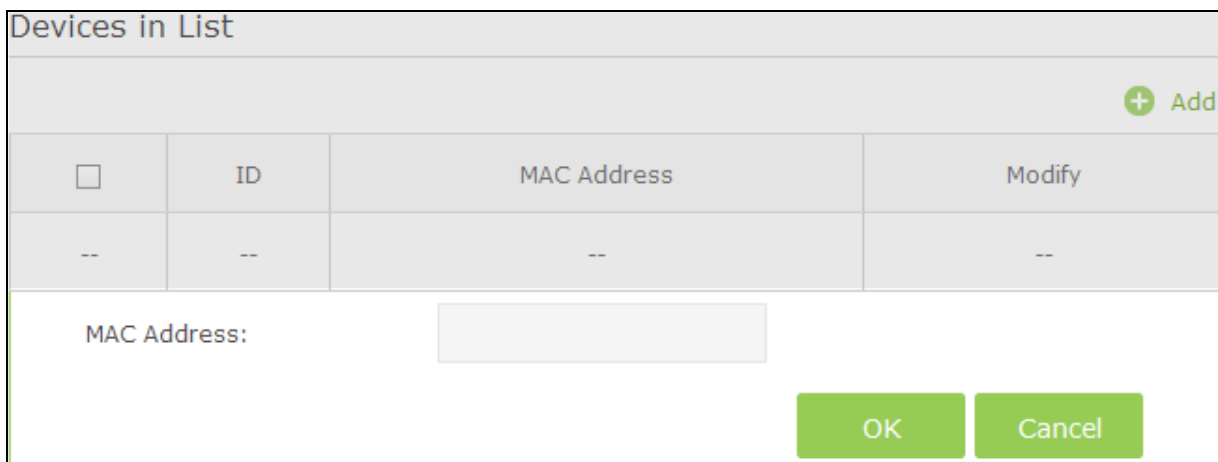 Devices in List
Add
ID MAC Address Modify
-- -- -- --
MAC Address:
OK Cancel